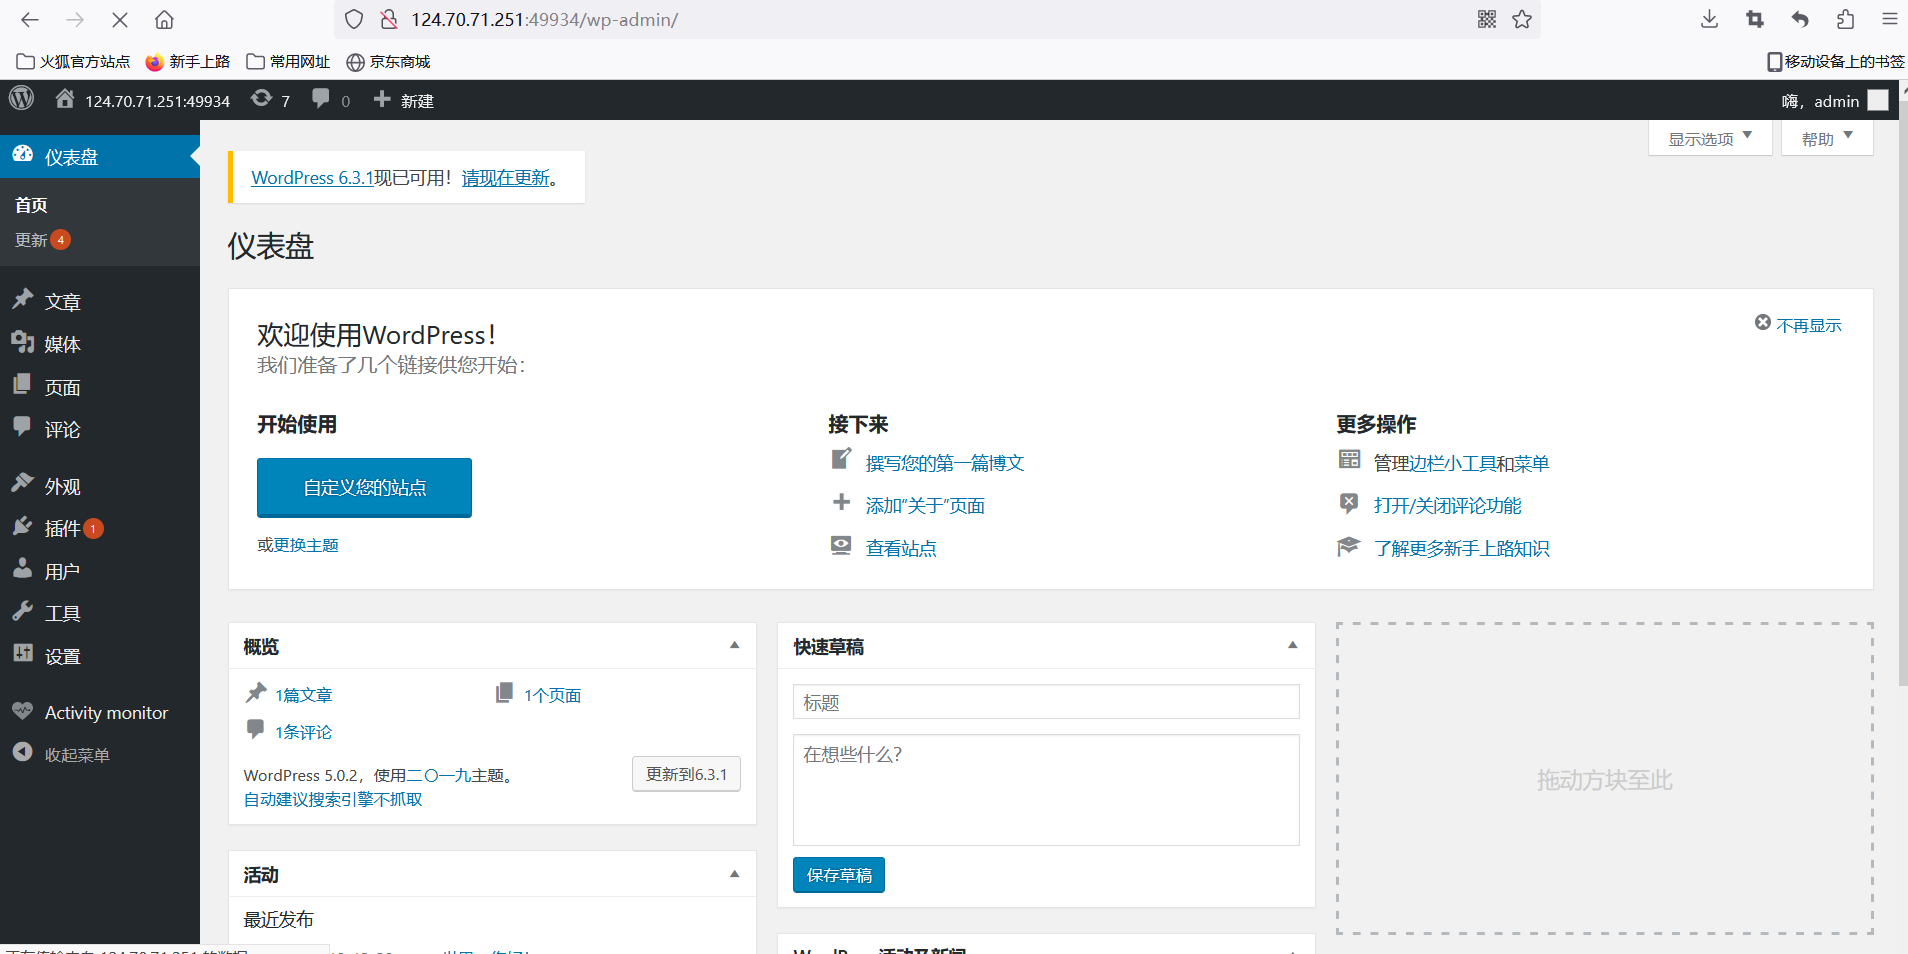 124.70.71.251:49934/wp-admin/
火狐官方站点 新手上路 常用网址 京东商城 移动设备上的书签
124.70.71.251:49934 7 0 新建 嗨，admin
仪表盘
首页
更新 4
文章
媒体
页面
评论
外观
插件 1
用户
工具
设置
Activity monitor
收起菜单
显示选项 帮助
WordPress 6.3.1现已可用！请现在更新。
仪表盘
欢迎使用WordPress！
不再显示
我们准备了几个链接供您开始：
开始使用
自定义您的站点
或更换主题
接下来
撰写您的第一篇博文
添加“关于”页面
查看站点
更多操作
管理边栏小工具和菜单
打开/关闭评论功能
了解更多新手上路知识
概览
1篇文章 1个页面
1条评论
WordPress 5.0.2，使用二〇一九主题。
更新到6.3.1
自动建议搜索引擎不抓取
活动
最近发布
快速草稿
标题
在想些什么？
保存草稿
拖动方块至此